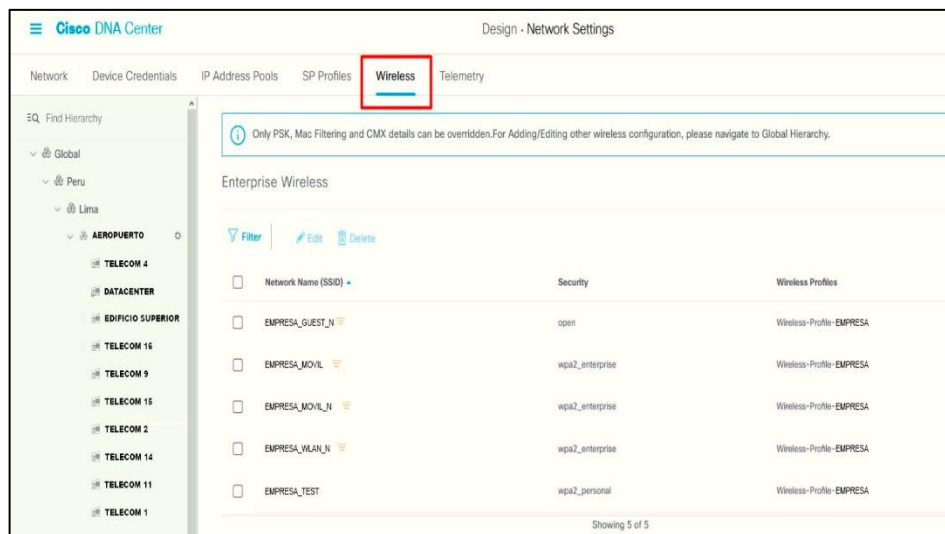 Cisco DNA Center
Design · Network Settings
Network Device Credentials IP Address Pools SP Profiles Wireless Telemetry
Find Hierarchy
Global
Peru
Lima
AEROPUERTO
TELECOM 4
DATACENTER
EDIFICIO SUPERIOR
TELECOM 16
TELECOM 9
TELECOM 15
TELECOM 2
TELECOM 14
TELECOM 11
TELECOM 1
Only PSK, Mac Filtering and CMX details can be overridden.For Adding/Editing other wireless configuration, please navigate to Global Hierarchy.
Enterprise Wireless
Filter Edit Delete
Network Name (SSID) Security Wireless Profiles
EMPRESA_GUEST_N open Wireless-Profile-EMPRESA
EMPRESA_MOVIL wpa2_enterprise Wireless-Profile-EMPRESA
EMPRESA_MOVIL_N wpa2_enterprise Wireless-Profile-EMPRESA
EMPRESA_WLAN_N wpa2_enterprise Wireless-Profile-EMPRESA
EMPRESA_TEST wpa2_personal Wireless-Profile-EMPRESA
Showing 5 of 5